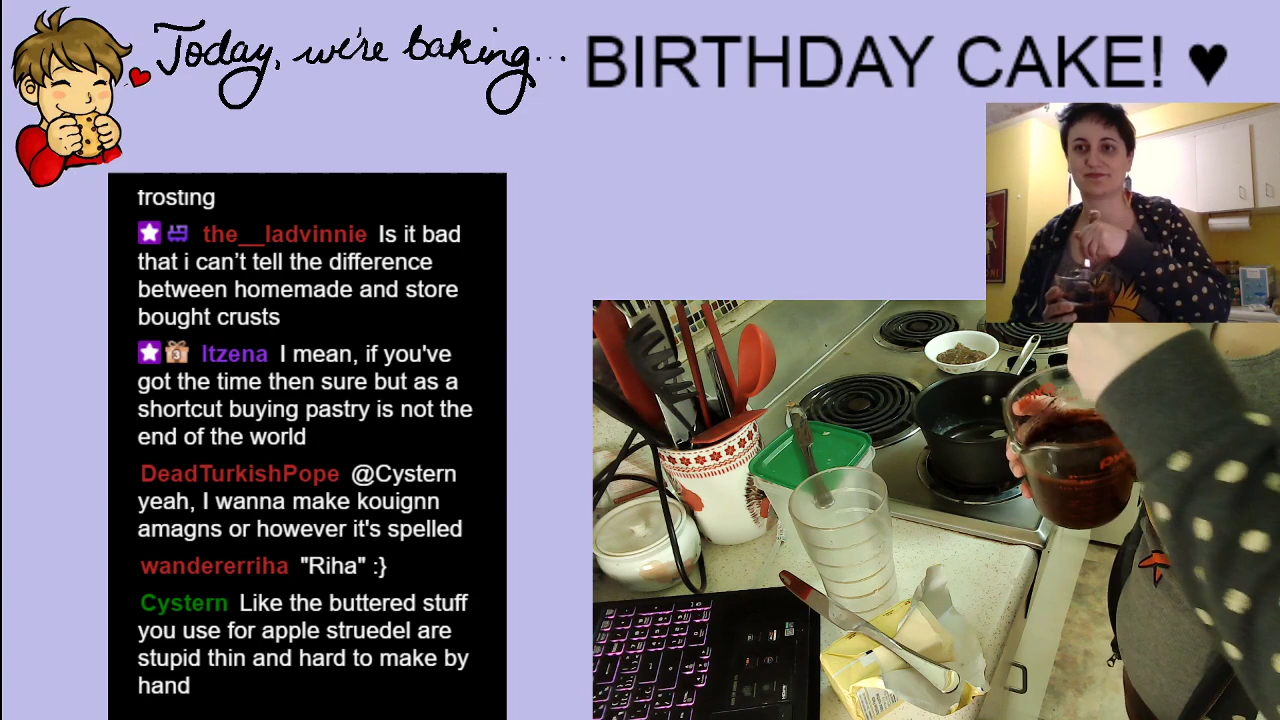 Today, we're baking... BIRTHDAY CAKE! ♥
frosting
the__ladvinnie Is it bad
that i can't tell the difference
between homemade and store
bought crusts
Itzena I mean, if you've
got the time then sure but as a
shortcut buying pastry is not the
end of the world
DeadTurkishPope @Cystern
yeah, I wanna make kouignn
amagns or however it's spelled
wandererriha "Riha" :}
Cystern Like the buttered stuff
you use for apple struedel are
stupid thin and hard to make by
hand